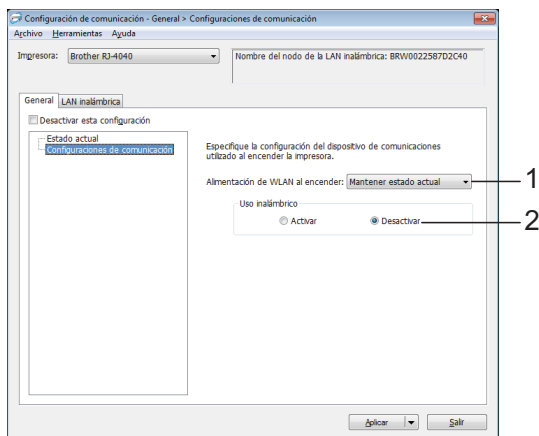 Configuración de comunicación - General > Configuraciones de comunicación
Archivo Herramientas Ayuda
Impresora: Brother RJ-4040
Nombre del nodo de la LAN inalámbrica: BRW0022587D2C40
General LAN inalámbrica
Desactivar esta configuración
Estado actual
Configuraciones de comunicación
Especifique la configuración del dispositivo de comunicaciones
utilizado al encender la impresora.
Alimentación de WLAN al encender: Mantener estado actual
1
Uso inalámbrico
Activar Desactivar
2
Aplicar Salir